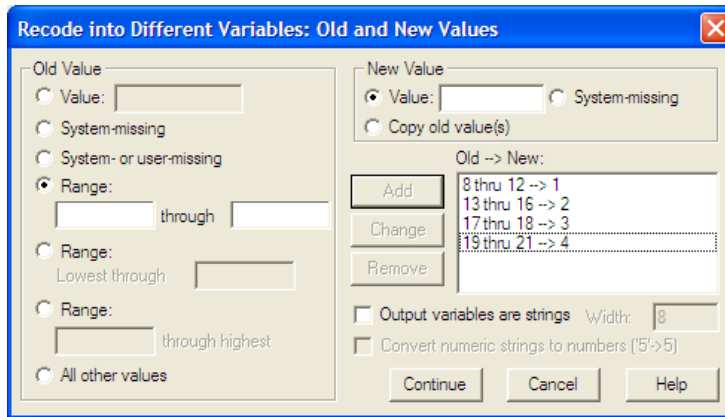 Recode into Different Variables: Old and New Values
Old Value
Value:
System-missing
System- or user-missing
Range:
through
Range:
Lowest through
Range:
through highest
All other values
New Value
Value:
System-missing
Copy old value(s)
Old --> New:
Add
Change
Remove
8 thru 12 --> 1
13 thru 16 --> 2
17 thru 18 --> 3
19 thru 21 --> 4
Output variables are strings
Width:
8
Convert numeric strings to numbers ('5'->5)
Continue
Cancel
Help